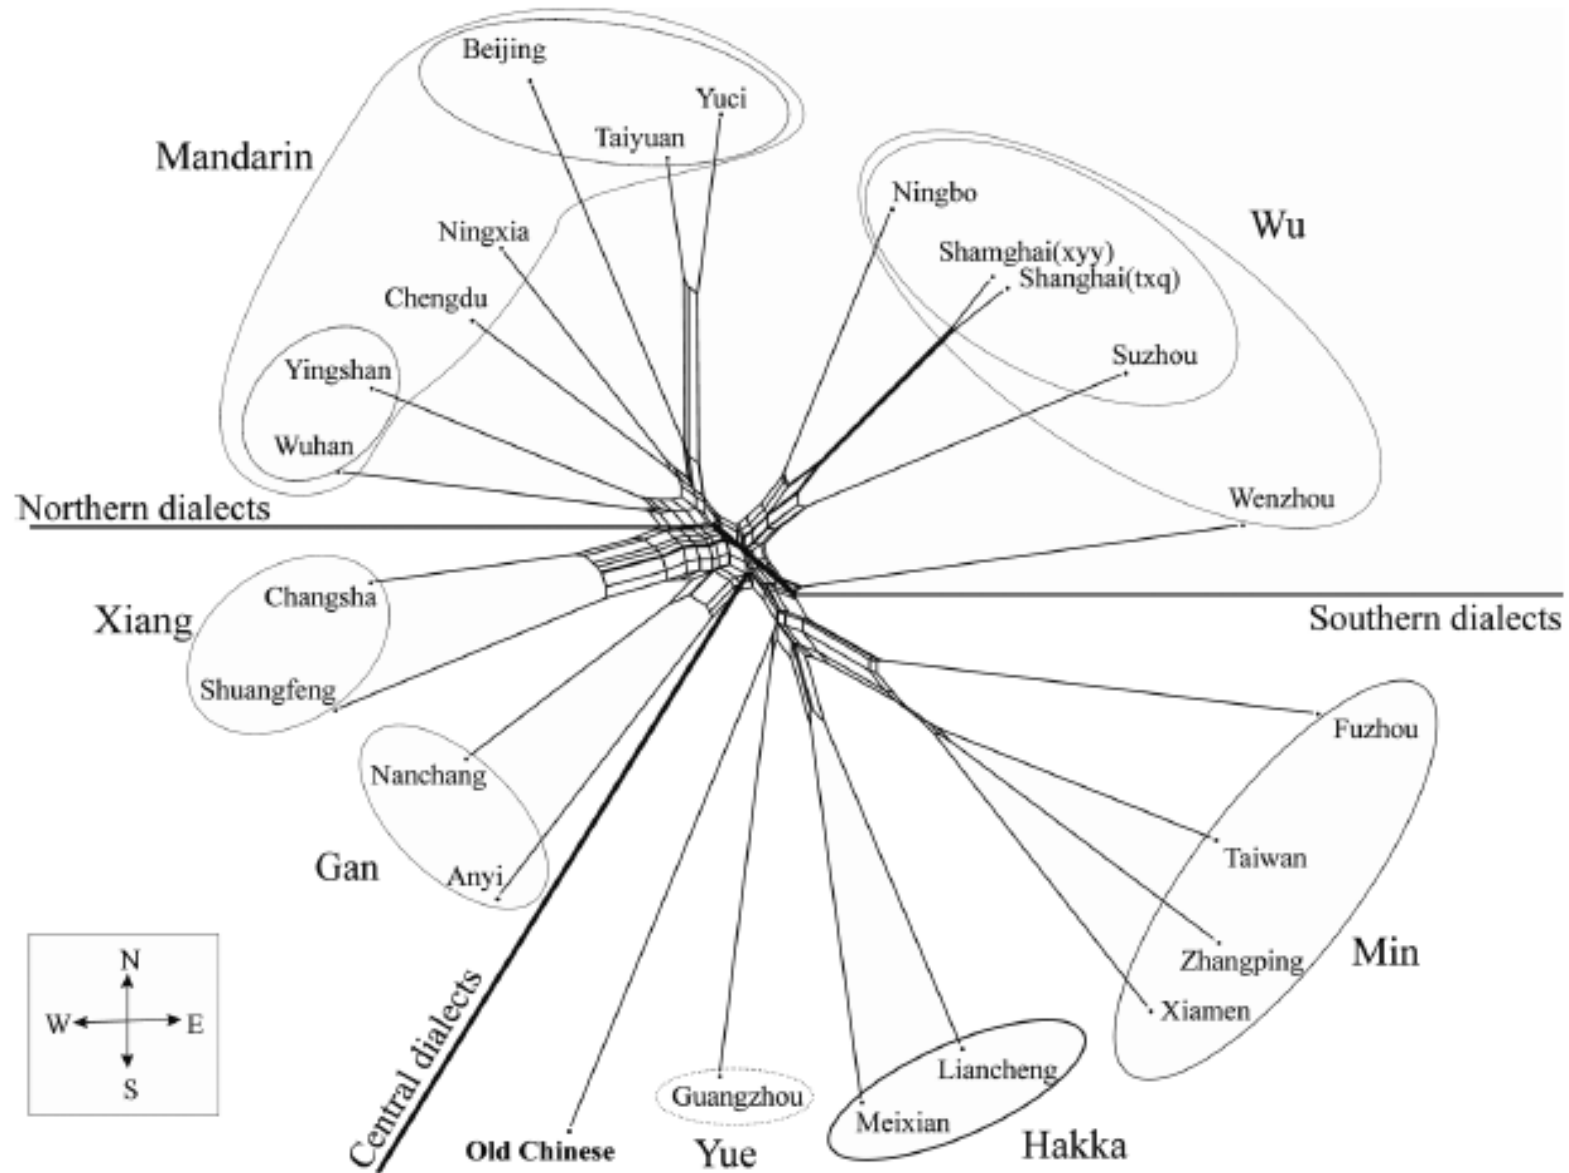 Beijing
Yuci
Taiyuan
Mandarin
Ningbo
Wu
Ningxia
Shamghai(xyy)
Shanghai(txq)
Chengdu
Suzhou
Yingshan
Wuhan
Wenzhou
Northern dialects
Changsha
Xiang
Southern dialects
Shuangfeng
Fuzhou
Nanchang
Taiwan
Gan
Anyi
Min
Zhangping
N
Xiamen
W E
S
Central dialects
Liancheng
Guangzhou
Meixian
Old Chinese
Yue
Hakka